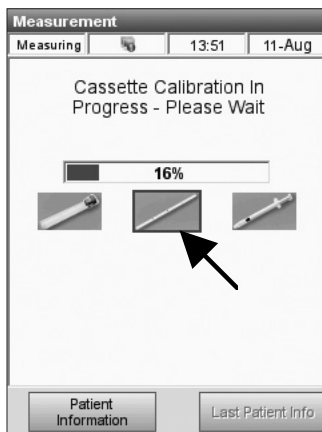 Measurement
Measuring 13:51 11-Aug
Cassette Calibration In
Progress - Please Wait
16%
Patient
Information
Last Patient Info